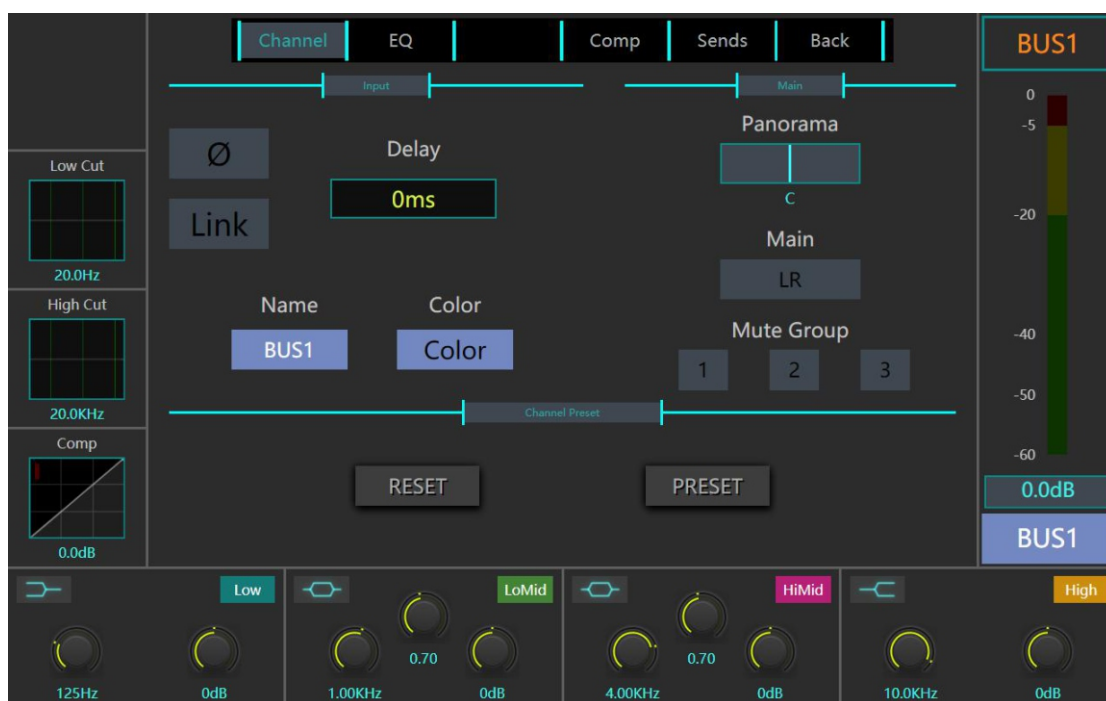 Channel EQ Comp Sends Back
BUS1
Input Main
0
-5
-20
-40
-50
-60
0.0dB
BUS1
Low Cut
20.0Hz
High Cut
20.0KHz
Comp
0.0dB
Ø
Link
Delay
0ms
Name Color
BUS1 Color
Panorama
C
Main
LR
Mute Group
1 2 3
Channel Preset
RESET PRESET
Low
125Hz 0dB
LoMid
0.70
1.00KHz 0dB
HiMid
0.70
4.00KHz 0dB
High
10.0KHz 0dB